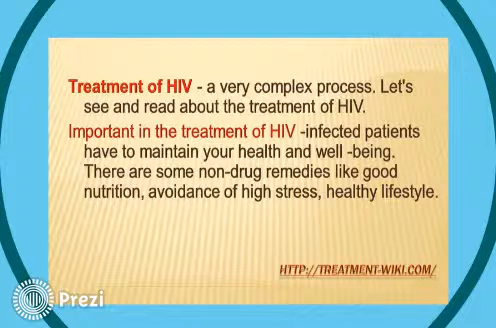 Treatment of HIV - a very complex process. Let's
see and read about the treatment of HIV.
Important in the treatment of HIV -infected patients
have to maintain your health and well -being.
There are some non-drug remedies like good
nutrition, avoidance of high stress, healthy lifestyle.
HTTP://TREATMENT-WIKI.COM/
Prezi